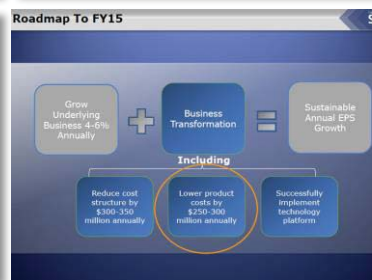 Roadmap To FY15
S
Grow
Underlying
Business 4-6%
Annually
Business
Transformation
Sustainable
Annual EPS
Growth
Including
Reduce cost
structure by
$300-350
million annually
Lower product
costs by
$250-300
million annually
Successfully
implement
technology
platform